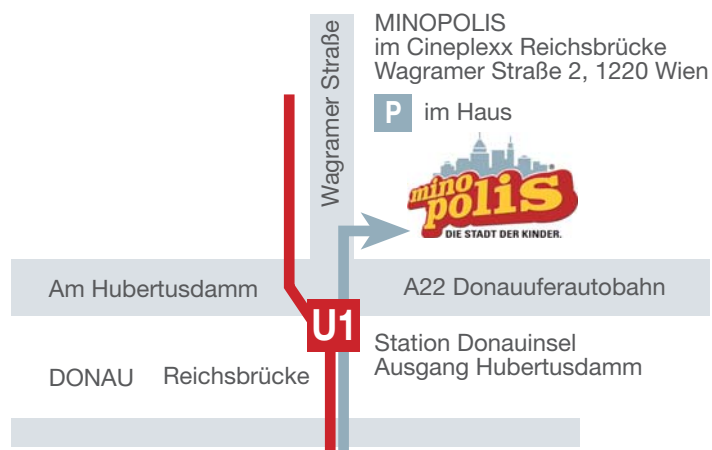 MINOPOLIS
im Cineplexx Reichsbrücke
Wagramer Straße 2, 1220 Wien
P im Haus
Wagramer Straße
mino
polis
DIE STADT DER KINDER.
Am Hubertusdamm
A22 Donauuferautobahn
U1
Station Donauinsel
Ausgang Hubertusdamm
DONAU
Reichsbrücke